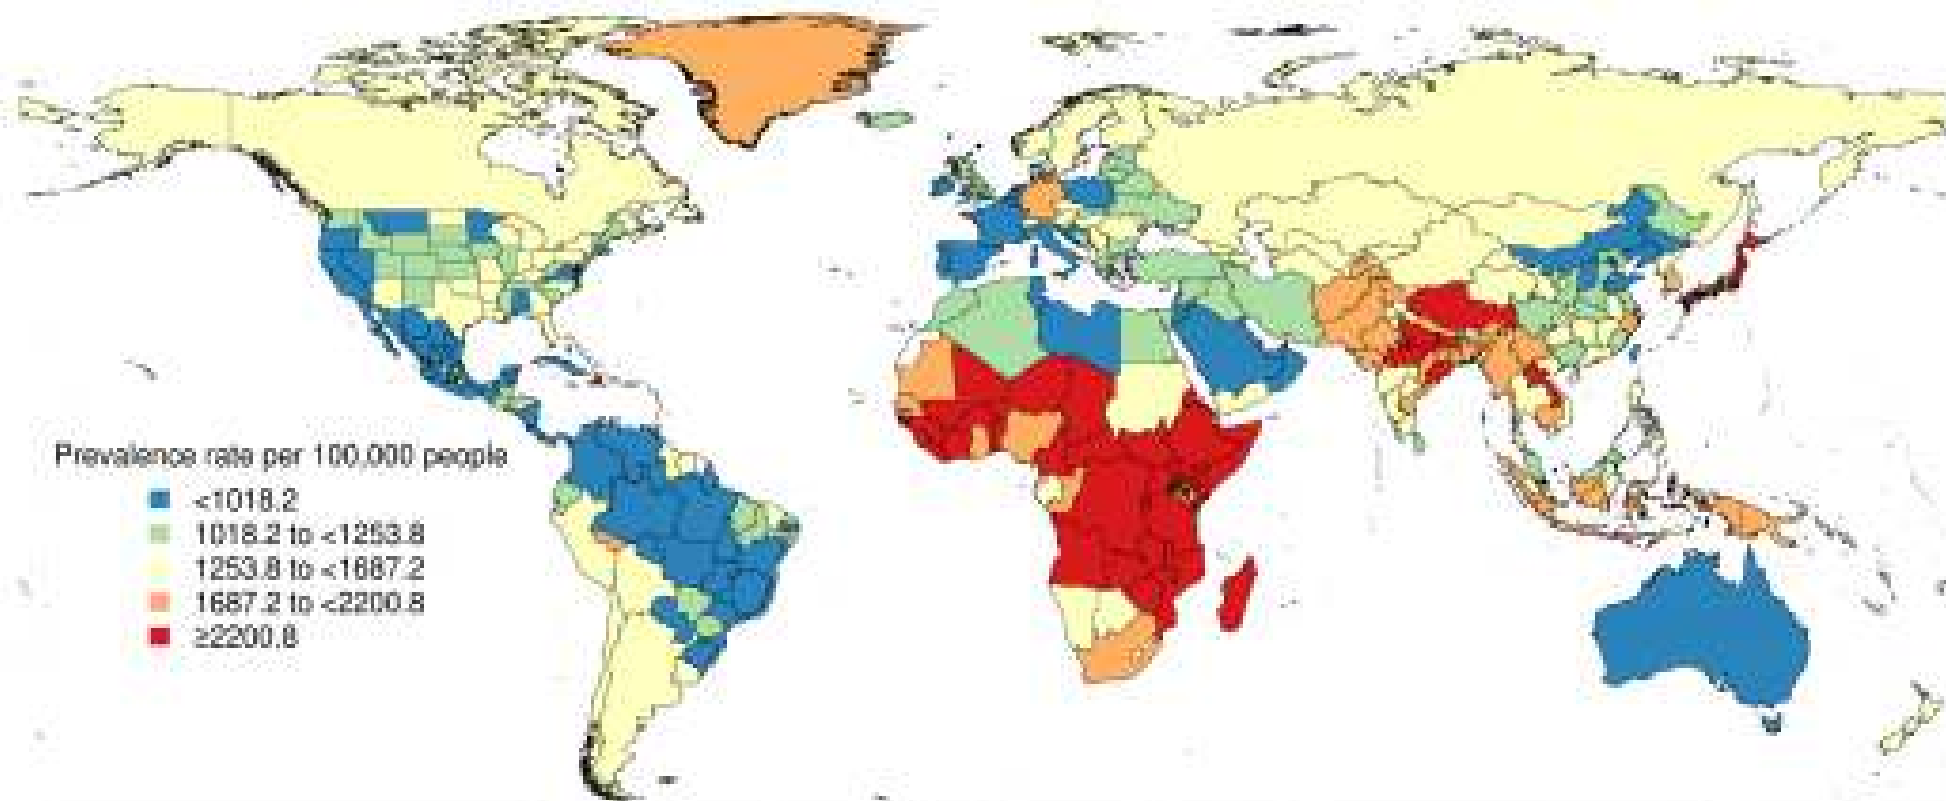 Prevalence rate per 100,000 people
<1018.2
1018.2 to <1253.8
1253.8 to <1687.2
1687.2 to <2200.8
≥2200.8